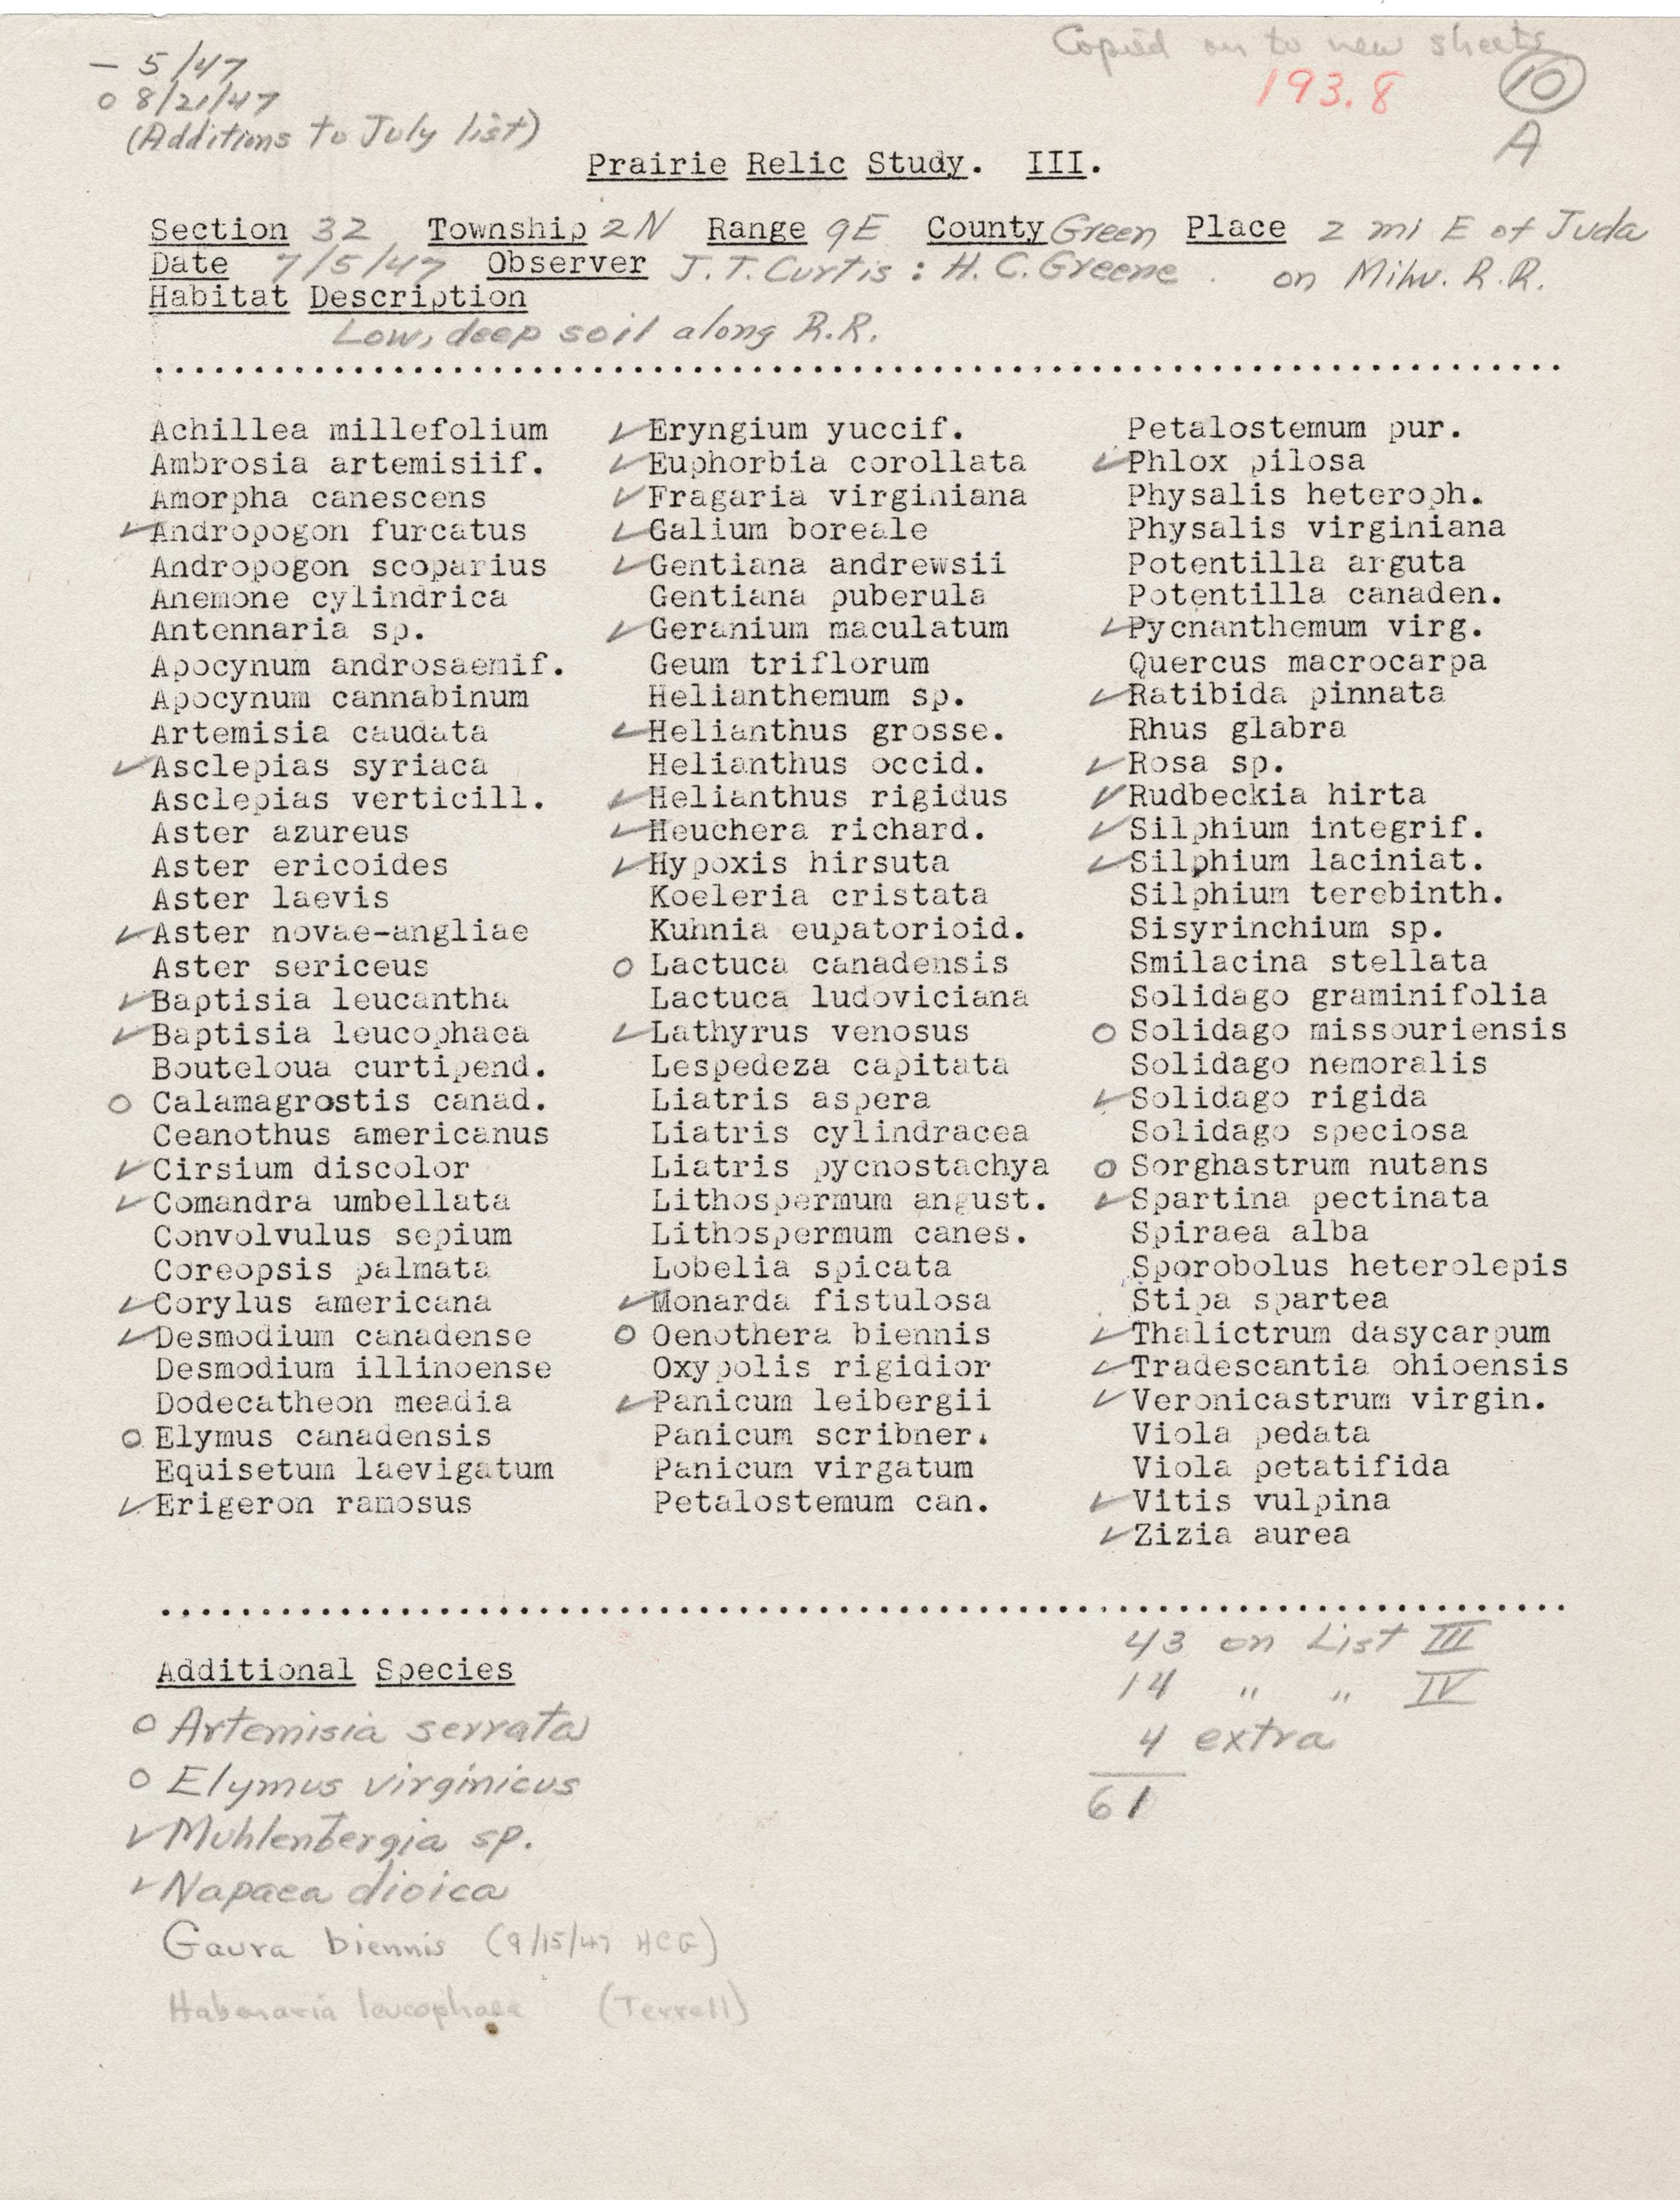 Copied on to new sheets
— 5/47
193.8
10
o 8/21/47
A
(Additions to July list)
Prairie Relic Study. III.
Section 32 Township 2N Range 9E County Green Place 2 mi E of Juda
Date 7/5/47 Observer J. T. Curtis : H. C. Greene on Milw. R.R.
Habitat Description
Low, deep soil along R.R.
Achillea millefolium
Ambrosia artemisiif.
Amorpha canescens
✓ Andropogon furcatus
Andropogon scoparius
Anemone cylindrica
Antennaria sp.
Apocynum androsaemif.
Apocynum cannabinum
Artemisia caudata
✓ Asclepias syriaca
Asclepias verticill.
Aster azureus
Aster ericoides
Aster laevis
✓ Aster novae-angliae
Aster sericeus
✓ Baptisia leucantha
✓ Baptisia leucophaea
Bouteloua curtipend.
o Calamagrostis canad.
Ceanothus americanus
✓ Cirsium discolor
✓ Comandra umbellata
Convolvulus sepium
Coreopsis palmata
✓ Corylus americana
✓ Desmodium canadense
Desmodium illinoense
Dodecatheon meadia
o Elymus canadensis
Equisetum laevigatum
✓ Erigeron ramosus
✓ Eryngium yuccif.
✓ Euphorbia corollata
✓ Fragaria virginiana
✓ Galium boreale
✓ Gentiana andrewsii
Gentiana puberula
✓ Geranium maculatum
Geum triflorum
Helianthemum sp.
✓ Helianthus grosse.
Helianthus occid.
✓ Helianthus rigidus
✓ Heuchera richard.
✓ Hypoxis hirsuta
Koeleria cristata
Kuhnia eupatorioid.
o Lactuca canadensis
Lactuca ludoviciana
✓ Lathyrus venosus
Lespedeza capitata
Liatris aspera
Liatris cylindracea
Liatris pycnostachya
Lithospermum angust.
Lithospermum canes.
Lobelia spicata
✓ Monarda fistulosa
o Oenothera biennis
Oxypolis rigidior
✓ Panicum leibergii
Panicum scribner.
Panicum virgatum
Petalostemum can.
Petalostemum pur.
✓ Phlox pilosa
Physalis heteroph.
Physalis virginiana
Potentilla arguta
Potentilla canaden.
✓ Pycnanthemum virg.
Quercus macrocarpa
✓ Ratibida pinnata
Rhus glabra
✓ Rosa sp.
✓ Rudbeckia hirta
✓ Silphium integrif.
✓ Silphium laciniat.
Silphium terebinth.
Sisyrinchium sp.
Smilacina stellata
Solidago graminifolia
o Solidago missouriensis
Solidago nemoralis
✓ Solidago rigida
Solidago speciosa
o Sorghastrum nutans
✓ Spartina pectinata
Spiraea alba
Sporobolus heterolepis
Stipa spartea
✓ Thalictrum dasycarpum
✓ Tradescantia ohioensis
✓ Veronicastrum virgin.
Viola pedata
Viola petatifida
✓ Vitis vulpina
✓ Zizia aurea
43 on List III
14 " " IV
4 extra
61
Additional Species
o Artemisia serrata
o Elymus virginicus
✓ Muhlenbergia sp.
✓ Napaea dioica
Gaura biennis (9/15/47 HCG)
Habenaria leucophaea (Terrell)